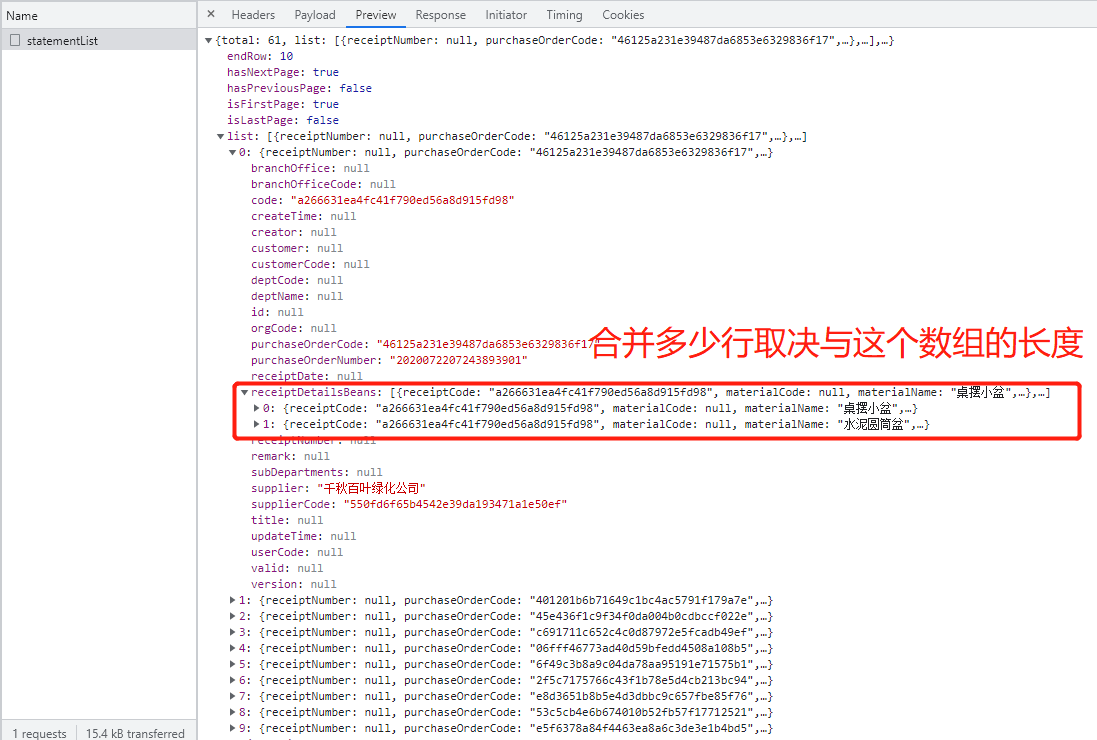 Name
× Headers Payload Preview Response Initiator Timing Cookies
statementList
{total: 61, list: [{receiptNumber: null, purchaseOrderCode: "46125a231e39487da6853e6329836f17",…},…],…}
endRow: 10
hasNextPage: true
hasPreviousPage: false
isFirstPage: true
isLastPage: false
list: [{receiptNumber: null, purchaseOrderCode: "46125a231e39487da6853e6329836f17",…},…]
0: {receiptNumber: null, purchaseOrderCode: "46125a231e39487da6853e6329836f17",…}
branchOffice: null
branchOfficeCode: null
code: "a266631ea4fc41f790ed56a8d915fd98"
createTime: null
creator: null
customer: null
customerCode: null
deptCode: null
deptName: null
id: null
orgCode: null
purchaseOrderCode: "46125a231e39487da6853e6329836f17"
合并多少行取决与这个数组的长度
purchaseOrderNumber: "2020072207243893901"
receiptDate: null
receiptDetailsBeans: [{receiptCode: "a266631ea4fc41f790ed56a8d915fd98", materialCode: null, materialName: "桌摆小盆",…},…]
0: {receiptCode: "a266631ea4fc41f790ed56a8d915fd98", materialCode: null, materialName: "桌摆小盆",…}
1: {receiptCode: "a266631ea4fc41f790ed56a8d915fd98", materialCode: null, materialName: "水泥圆筒盆",…}
receiptNumber: null
remark: null
subDepartments: null
supplier: "千秋百叶绿化公司"
supplierCode: "550fd6f65b4542e39da193471a1e50ef"
title: null
updateTime: null
userCode: null
valid: null
version: null
1: {receiptNumber: null, purchaseOrderCode: "401201b6b71649c1bc4ac5791f179a7e",…}
2: {receiptNumber: null, purchaseOrderCode: "45e436f1c9f34f0da004b0cdbccf022e",…}
3: {receiptNumber: null, purchaseOrderCode: "c691711c652c4c0d87972e5fcadb49ef",…}
4: {receiptNumber: null, purchaseOrderCode: "06fff46773ad40d59bfedd4508a108b5",…}
5: {receiptNumber: null, purchaseOrderCode: "6f49c3b8a9c04da78aa95191e71575b1",…}
6: {receiptNumber: null, purchaseOrderCode: "2f5c7175766c43f1b78e5d4cb213bc94",…}
7: {receiptNumber: null, purchaseOrderCode: "e8d3651b8b5e4d3dbbc9c657fbe85f76",…}
8: {receiptNumber: null, purchaseOrderCode: "53c5cb4e6b674010b52fb57f17712521",…}
9: {receiptNumber: null, purchaseOrderCode: "e5f6378a84f4463ea8a6c3de3e1b4bd5",…}
1 requests 15.4 kB transferred